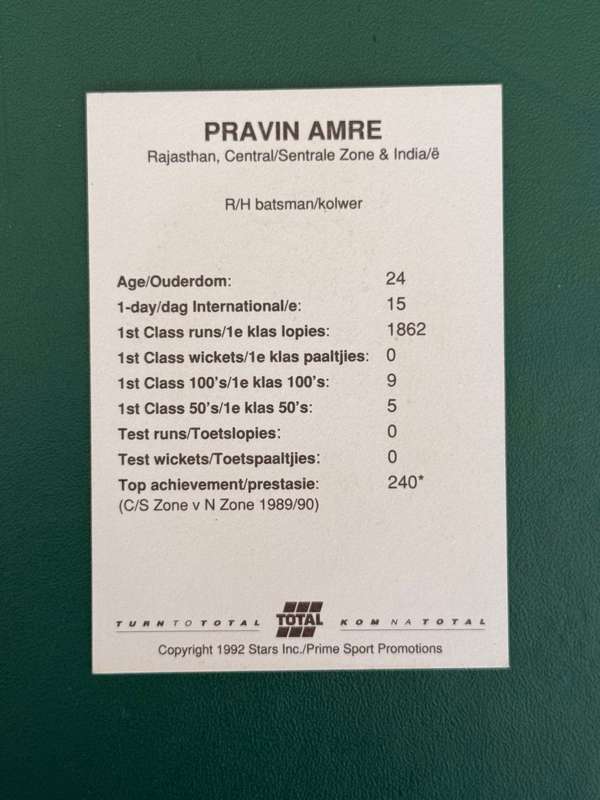 PRAVIN AMRE
Rajasthan, Central/Sentrale Zone & India/ë
R/H batsman/kolwer
Age/Ouderdom: 24
1-day/dag International/e: 15
1st Class runs/1e klas lopies: 1862
1st Class wickets/1e klas paaltjies: 0
1st Class 100's/1e klas 100's: 9
1st Class 50's/1e klas 50's: 5
Test runs/Toetslopies: 0
Test wickets/Toetspaaltjies: 0
Top achievement/prestasie: 240*
(C/S Zone v N Zone 1989/90)
TURN TO TOTAL TOTAL KOM NA TOTAL
Copyright 1992 Stars Inc./Prime Sport Promotions